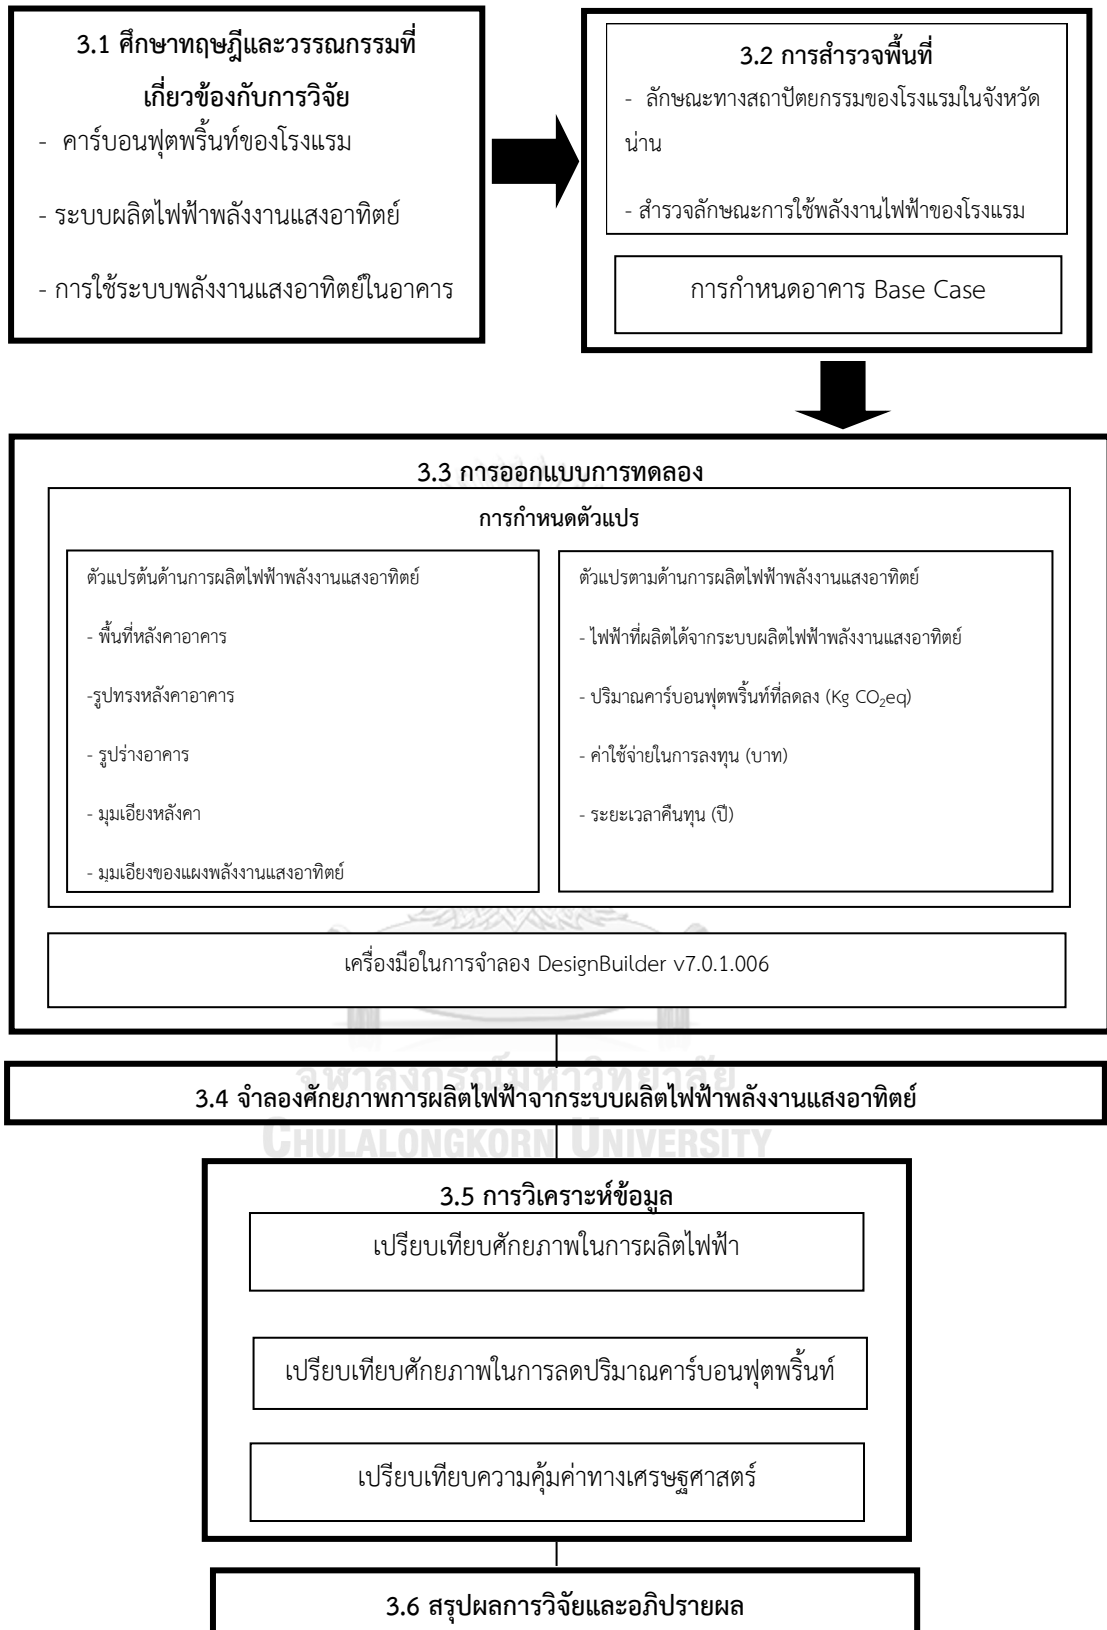 3.1 ศึกษาทฤษฎีและวรรณกรรมที่
เกี่ยวข้องกับการวิจัย
- คาร์บอนฟุตพริ้นท์ของโรงแรม
- ระบบผลิตไฟฟ้าพลังงานแสงอาทิตย์
- การใช้ระบบพลังงานแสงอาทิตย์ในอาคาร
3.2 การสำรวจพื้นที่
- ลักษณะทางสถาปัตยกรรมของโรงแรมในจังหวัด
น่าน
- สำรวจลักษณะการใช้พลังงานไฟฟ้าของโรงแรม
การกำหนดอาคาร Base Case
3.3 การออกแบบการทดลอง
การกำหนดตัวแปร
ตัวแปรต้นด้านการผลิตไฟฟ้าพลังงานแสงอาทิตย์
- พื้นที่หลังคาอาคาร
-รูปทรงหลังคาอาคาร
- รูปร่างอาคาร
- มุมเอียงหลังคา
- มุมเอียงของแผงพลังงานแสงอาทิตย์
ตัวแปรตามด้านการผลิตไฟฟ้าพลังงานแสงอาทิตย์
- ไฟฟ้าที่ผลิตได้จากระบบผลิตไฟฟ้าพลังงานแสงอาทิตย์
- ปริมาณคาร์บอนฟุตพริ้นท์ที่ลดลง (Kg CO₂eq)
- ค่าใช้จ่ายในการลงทุน (บาท)
- ระยะเวลาคืนทุน (ปี)
เครื่องมือในการจำลอง DesignBuilder v7.0.1.006
จุฬาลงกรณ์มหาวิทยาลัย
3.4 จำลองศักยภาพการผลิตไฟฟ้าจากระบบผลิตไฟฟ้าพลังงานแสงอาทิตย์
CHULALONGKORN UNIVERSITY
3.5 การวิเคราะห์ข้อมูล
เปรียบเทียบศักยภาพในการผลิตไฟฟ้า
เปรียบเทียบศักยภาพในการลดปริมาณคาร์บอนฟุตพริ้นท์
เปรียบเทียบความคุ้มค่าทางเศรษฐศาสตร์
3.6 สรุปผลการวิจัยและอภิปรายผล